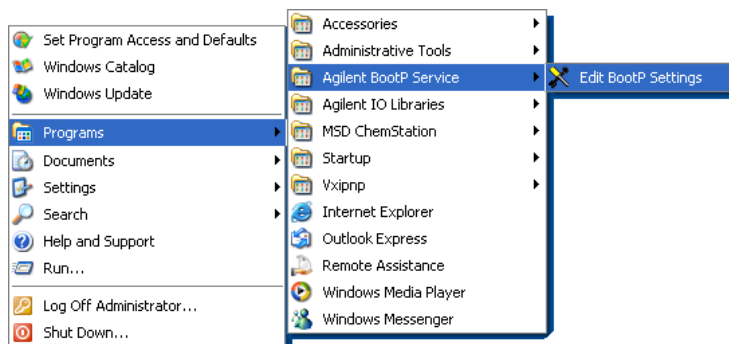 Set Program Access and Defaults
Windows Catalog
Windows Update
Programs
Documents
Settings
Search
Help and Support
Run...
Log Off Administrator...
Shut Down...
Accessories
Administrative Tools
Agilent BootP Service
Agilent IO Libraries
MSD ChemStation
Startup
Vxipnp
Internet Explorer
Outlook Express
Remote Assistance
Windows Media Player
Windows Messenger
Edit BootP Settings